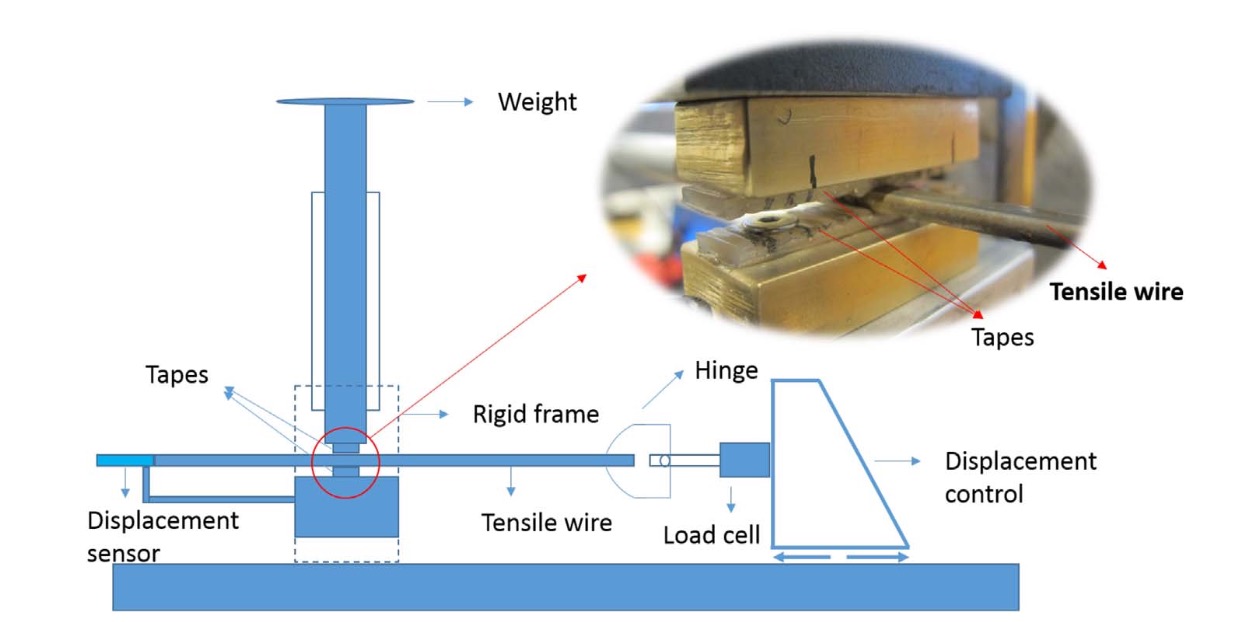 Weight
Tensile wire
Tapes
Hinge
Tapes
Rigid frame
Displacement
control
Displacement
sensor
Tensile wire
Load cell